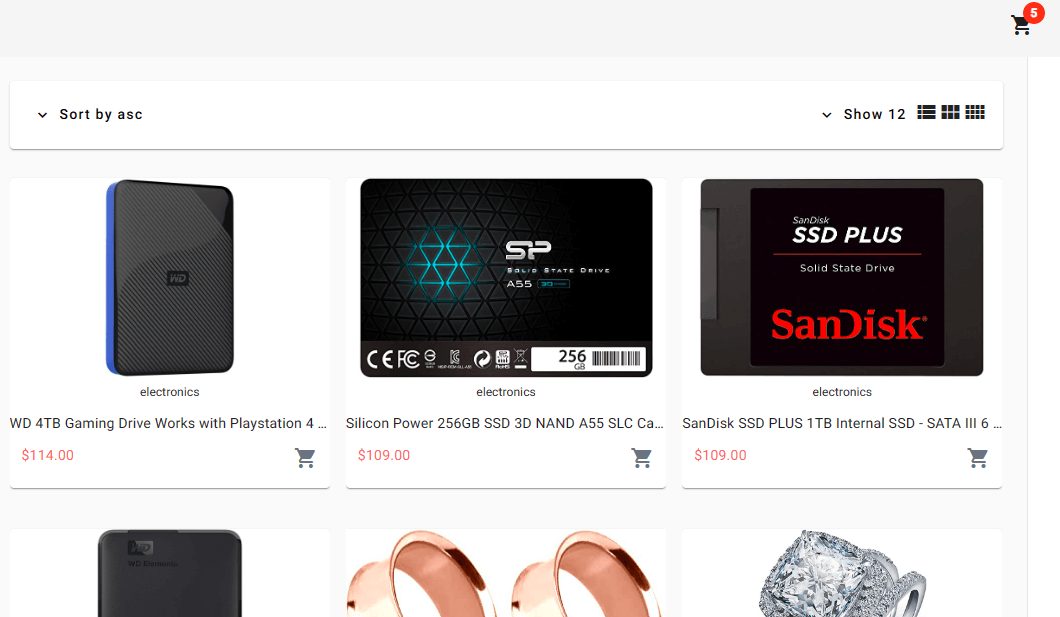 5
Sort by asc
Show 12
WD
SP
SOLID STATE DRIVE
A55
256
GB
SanDisk
SSD PLUS
Solid State Drive
SanDisk
electronics
electronics
electronics
WD 4TB Gaming Drive Works with Playstation 4 ...
Silicon Power 256GB SSD 3D NAND A55 SLC Ca...
SanDisk SSD PLUS 1TB Internal SSD - SATA III 6 ...
$114.00
$109.00
$109.00
WD
WD Elements